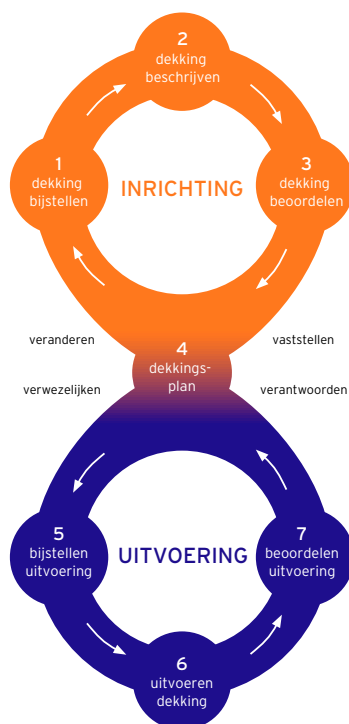 2
dekking
beschrijven
1
dekking
bijstellen
INRICHTING
3
dekking
beoordelen
veranderen
vaststellen
4
dekkings-
plan
verwezelijken
verantwoorden
5
bijstellen
uitvoering
UITVOERING
7
beoordelen
uitvoering
6
uitvoeren
dekking